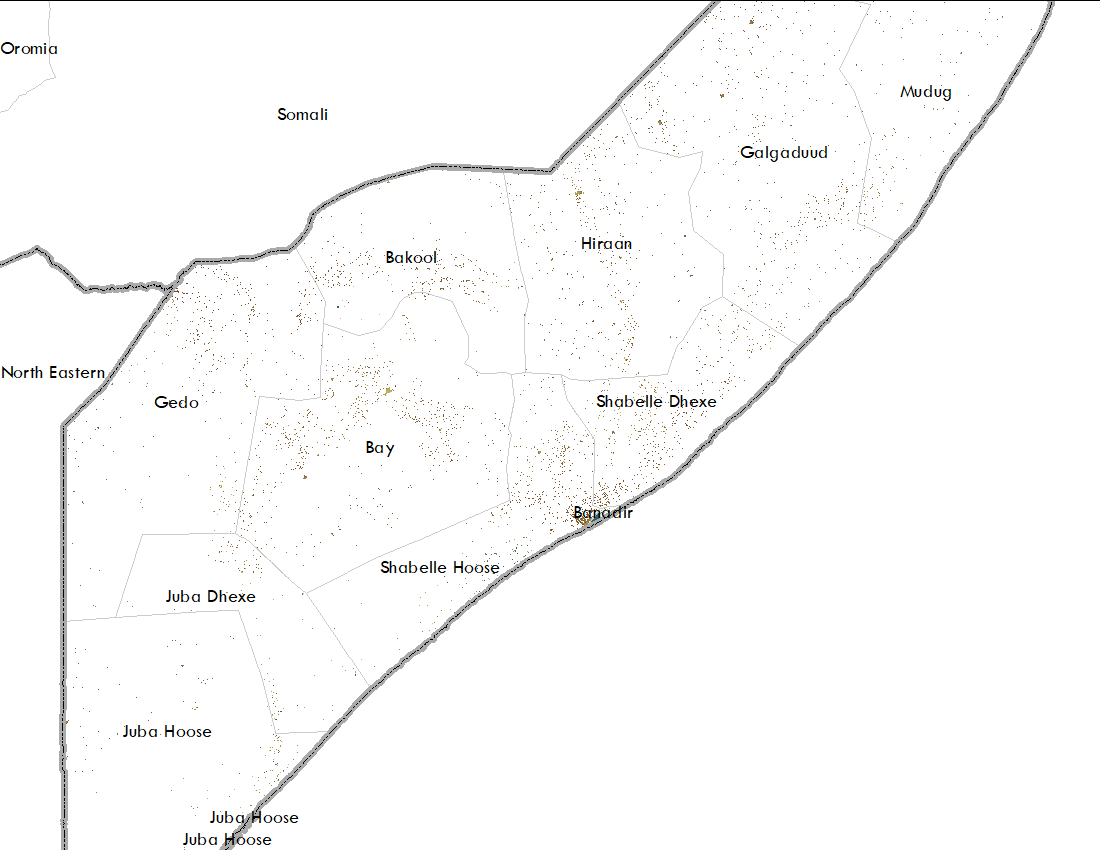 Oromia
Mudug
Somali
Galgaduud
Hiraan
Bakool
North Eastern
Gedo
Shabelle Dhexe
Bay
Banadir
Shabelle Hoose
Juba Dhexe
Juba Hoose
Juba Hoose
Juba Hoose